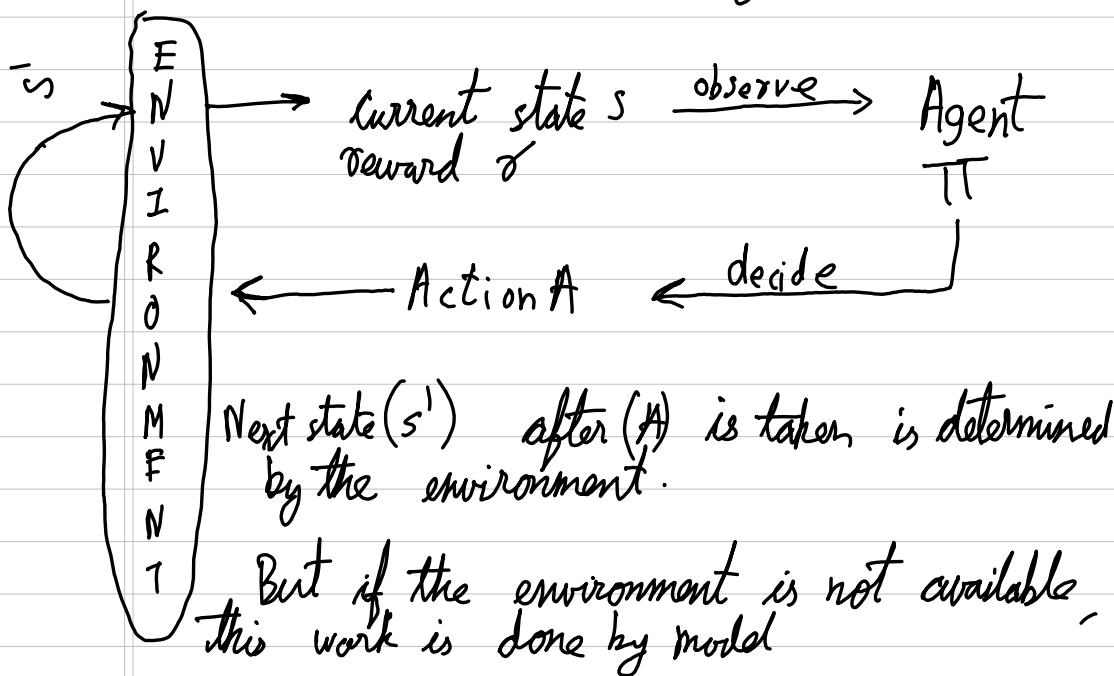 s'
ENVIRONMENT
current state s observe Agent
reward r π
Action A decide
Next state (s') after (A) is taken is determined
by the environment.
But if the environment is not available,
this work is done by model